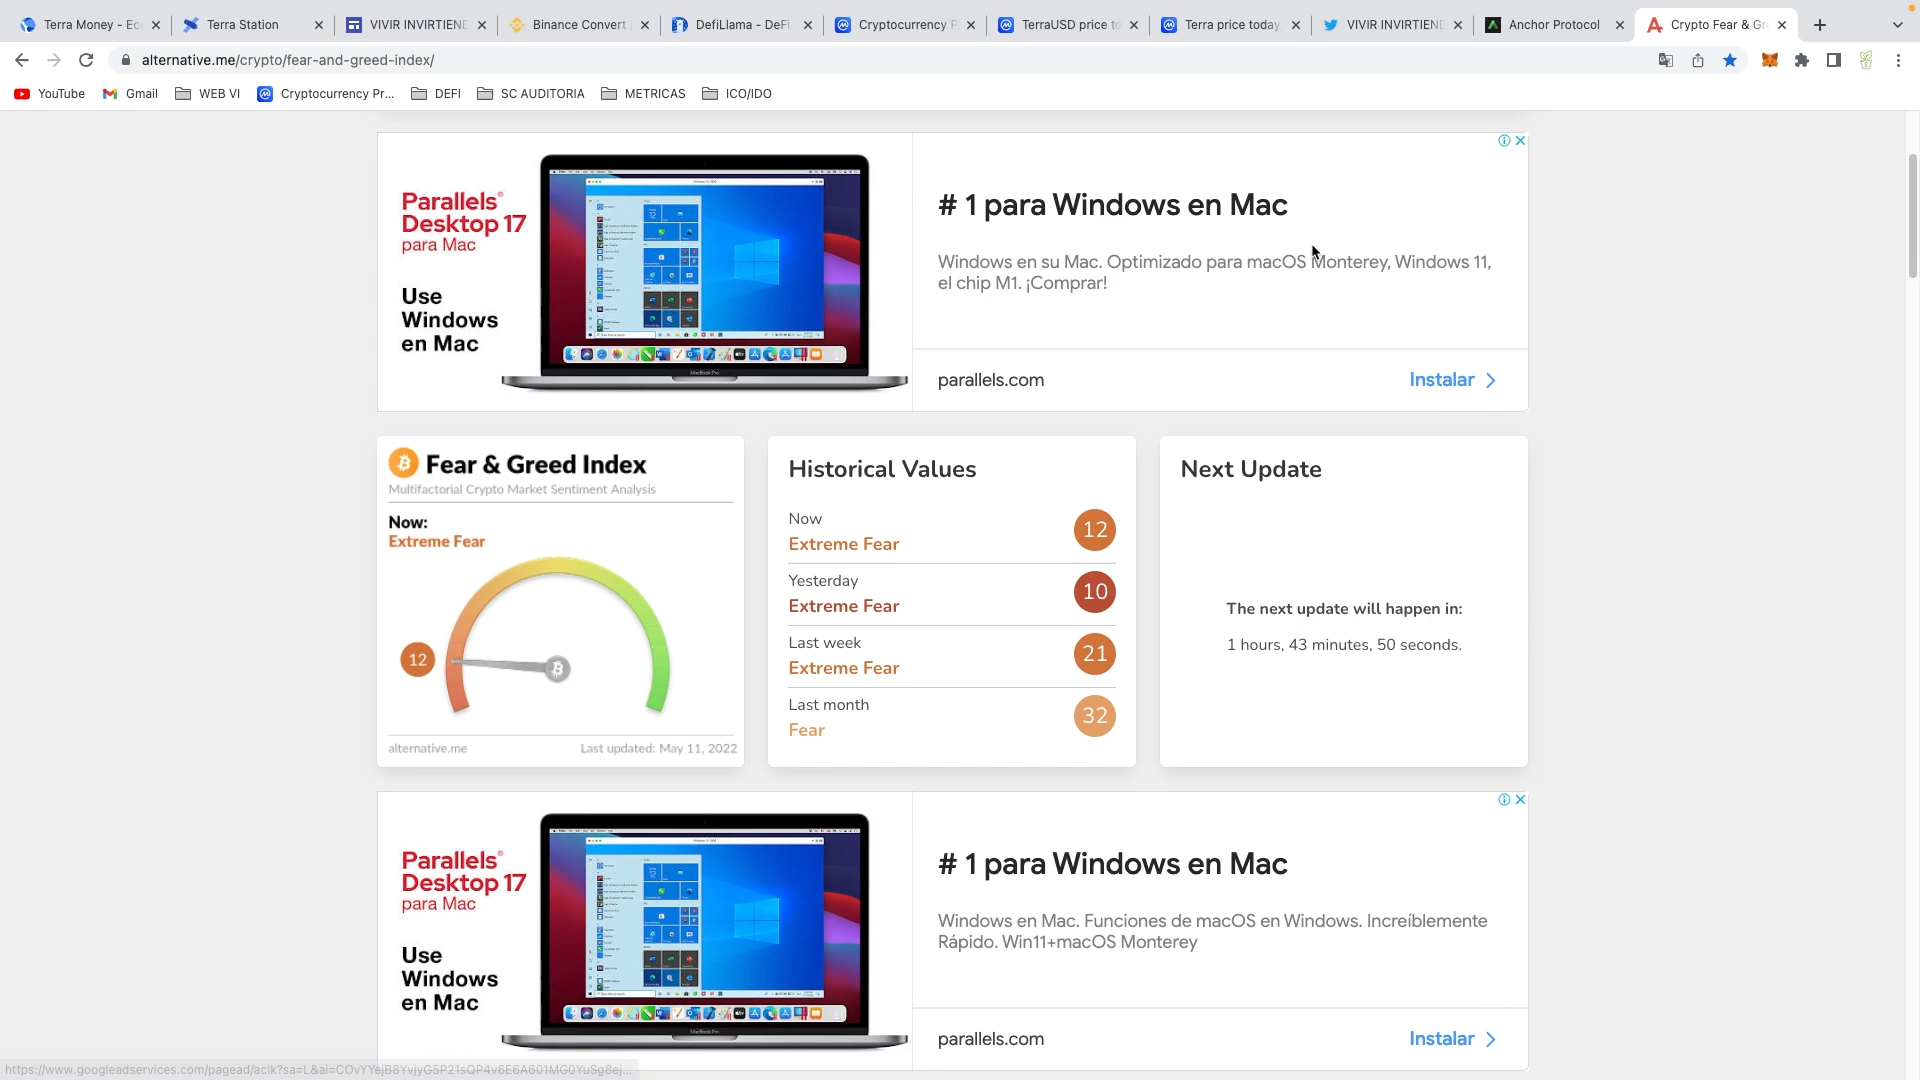 Terra Money - Ec
Terra Station
VIVIR INVIRTIEND
Binance Convert
DefiLlama - DeFi
Cryptocurrency P
TerraUSD price to
Terra price today,
VIVIR INVIRTIEND
Anchor Protocol
Crypto Fear & Gr
alternative.me/crypto/fear-and-greed-index/
YouTube
Gmail
WEB VI
Cryptocurrency Pr...
DEFI
SC AUDITORIA
METRICAS
ICO/IDO
Parallels®
Desktop 17
para Mac
Use
Windows
en Mac
MacBook Pro
# 1 para Windows en Mac
Windows en su Mac. Optimizado para macOS Monterey, Windows 11,
el chip M1. ¡Comprar!
parallels.com
Instalar
Fear & Greed Index
Multifactorial Crypto Market Sentiment Analysis
Now:
Extreme Fear
12
alternative.me
Last updated: May 11, 2022
Historical Values
Now
Extreme Fear
12
Yesterday
Extreme Fear
10
Last week
Extreme Fear
21
Last month
Fear
32
Next Update
The next update will happen in:
1 hours, 43 minutes, 50 seconds.
Parallels®
Desktop 17
para Mac
Use
Windows
en Mac
MacBook Pro
# 1 para Windows en Mac
Windows en Mac. Funciones de macOS en Windows. Increíblemente
Rápido. Win11+macOS Monterey
parallels.com
Instalar